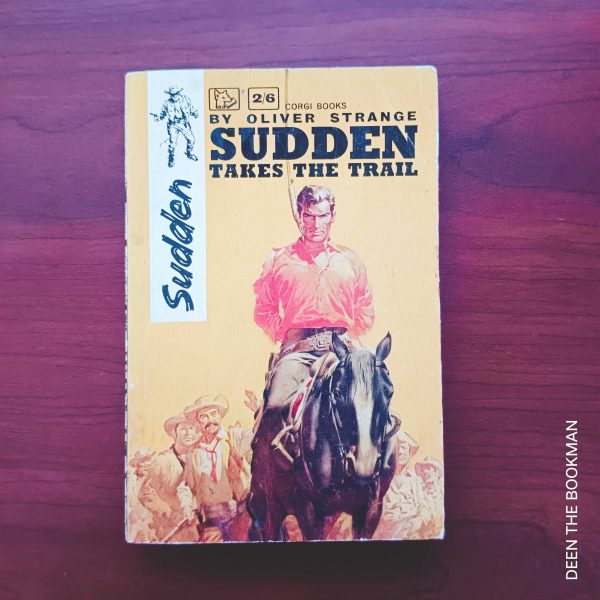 2/6
CORGI BOOKS
BY OLIVER STRANGE
SUDDEN
TAKES THE TRAIL
Sudden
DEEN THE BOOKMAN